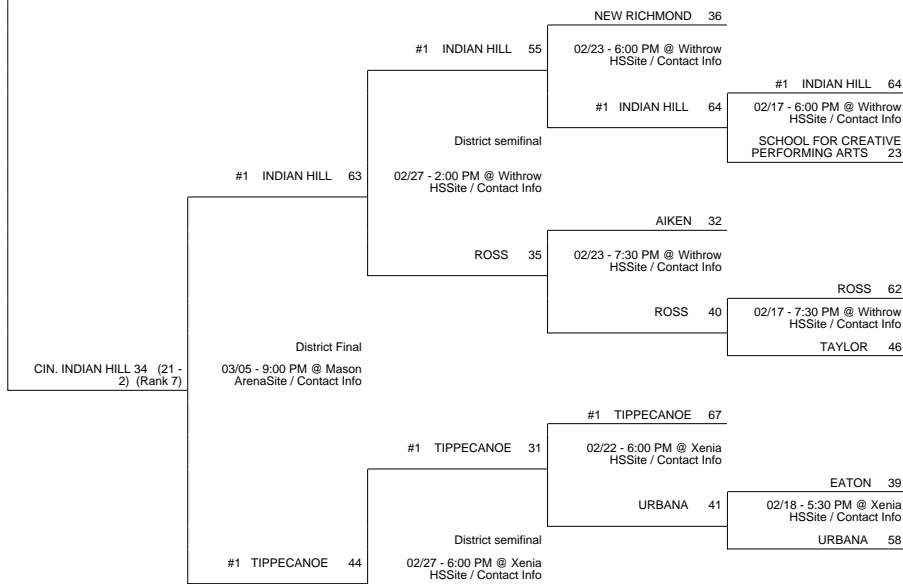 NEW RICHMOND 36
#1 INDIAN HILL 55
02/23 - 6:00 PM @ Withrow
HSSite / Contact Info
#1 INDIAN HILL 64
#1 INDIAN HILL 64
02/17 - 6:00 PM @ Withrow
HSSite / Contact Info
District semifinal
SCHOOL FOR CREATIVE
PERFORMING ARTS 23
#1 INDIAN HILL 63
02/27 - 2:00 PM @ Withrow
HSSite / Contact Info
AIKEN 32
ROSS 35
02/23 - 7:30 PM @ Withrow
HSSite / Contact Info
ROSS 62
ROSS 40
02/17 - 7:30 PM @ Withrow
HSSite / Contact Info
District Final
TAYLOR 46
CIN. INDIAN HILL 34 (21 -
2) (Rank 7)
03/05 - 9:00 PM @ Mason
ArenaSite / Contact Info
#1 TIPPECANOE 67
#1 TIPPECANOE 31
02/22 - 6:00 PM @ Xenia
HSSite / Contact Info
EATON 39
URBANA 41
02/18 - 5:30 PM @ Xenia
HSSite / Contact Info
District semifinal
URBANA 58
#1 TIPPECANOE 44
02/27 - 6:00 PM @ Xenia
HSSite / Contact Info